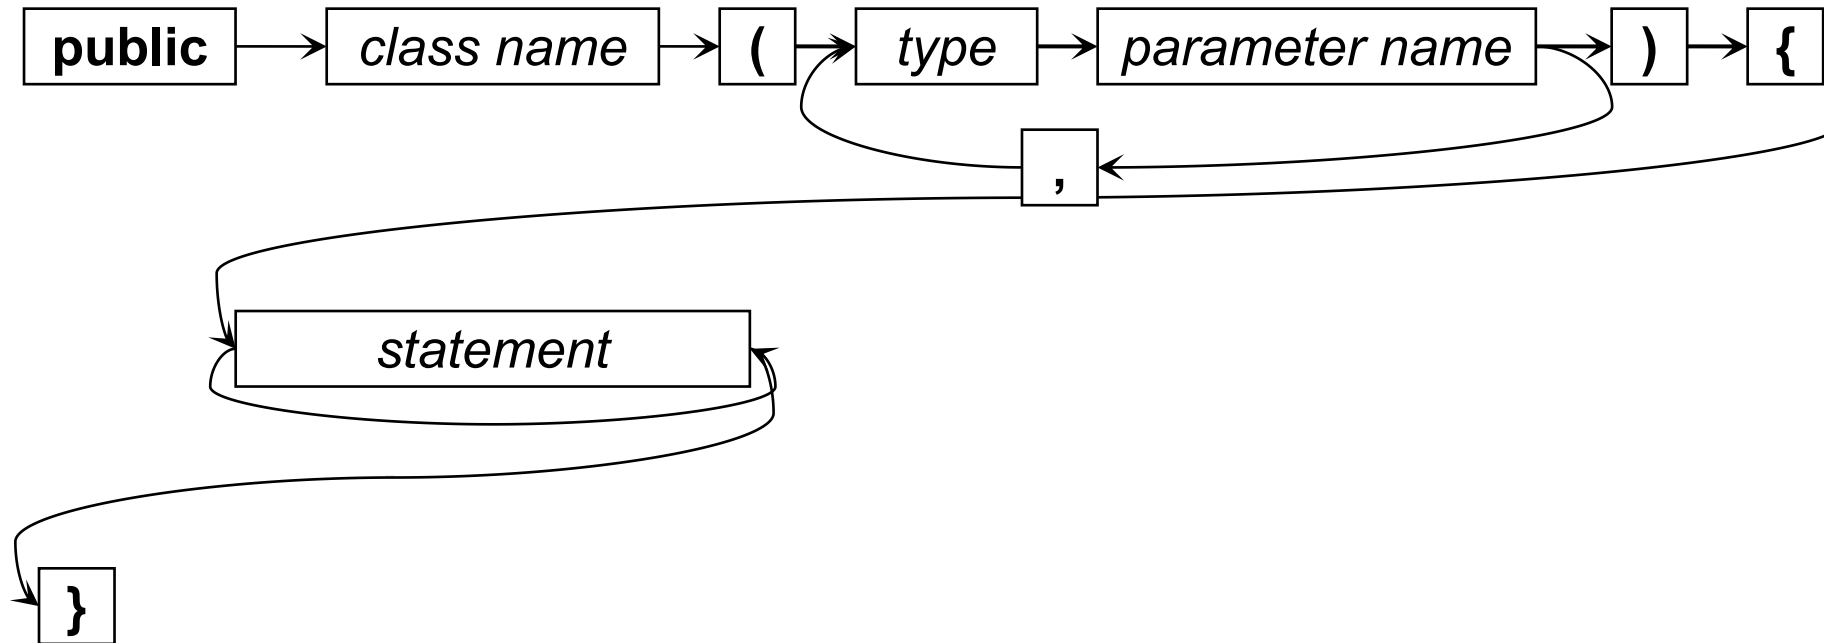 public class name ( type parameter name ) {
,
statement
}